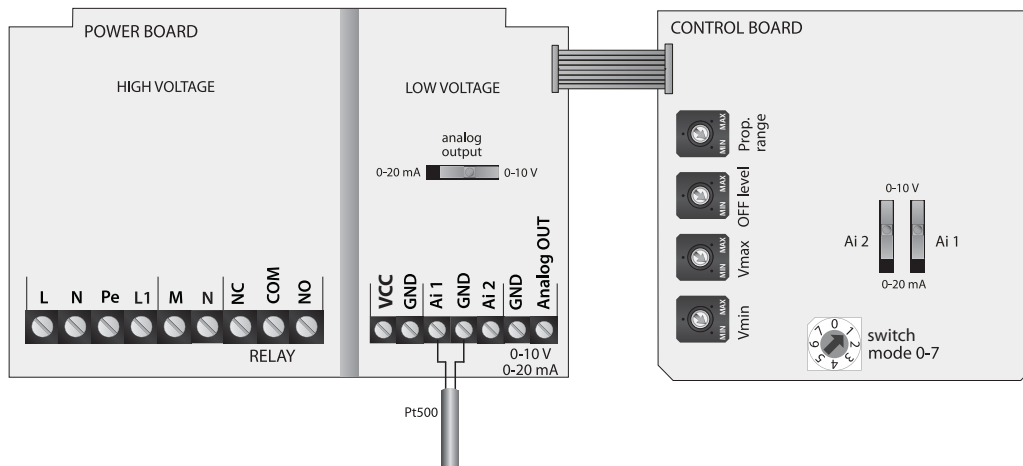 POWER BOARD
HIGH VOLTAGE
LOW VOLTAGE
analog
output
0-20 mA
0-10 V
L
N
Pe
L1
M
N
NC
COM
NO
RELAY
VCC
GND
Ai 1
GND
Ai 2
GND
Analog OUT
0-10 V
0-20 mA
Pt500
CONTROL BOARD
MIN MAX
Prop.
range
MIN MAX
OFF level
MIN MAX
Vmax
MIN MAX
Vmin
0-10 V
Ai 2
Ai 1
0-20 mA
0 1 2 3 4 5 6 7
switch
mode 0-7